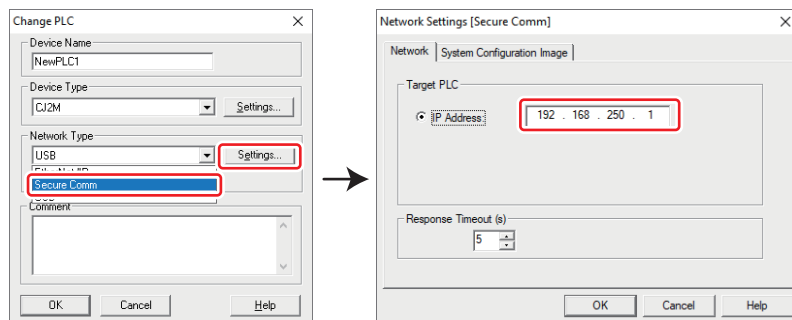 Change PLC
Device Name
NewPLC1
Device Type
CJ2M
Settings...
Network Type
USB
Settings...
Secure Comm
Comment
OK
Cancel
Help
Network Settings [Secure Comm]
Network
System Configuration Image
Target PLC
IP Address:
192 . 168 . 250 . 1
Response Timeout (s)
5
OK
Cancel
Help